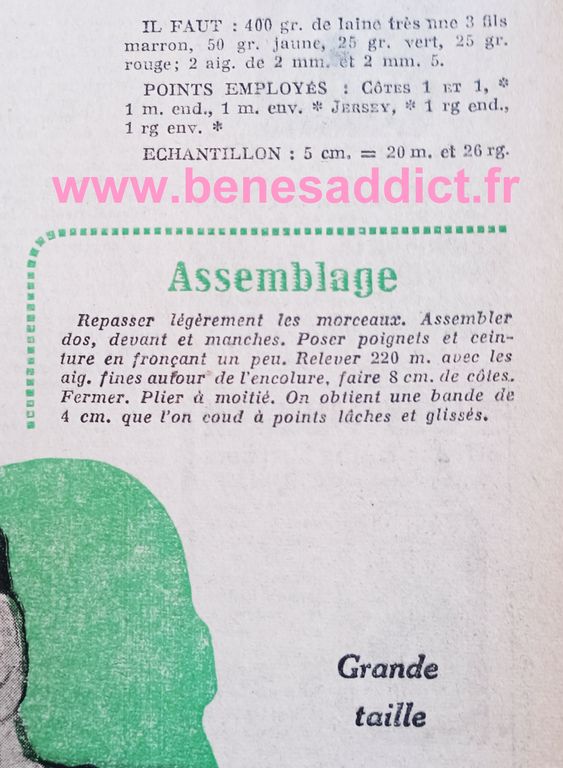 IL FAUT : 400 gr. de laine très fine 3 fils
marron, 50 gr. jaune, 25 gr. vert, 25 gr.
rouge; 2 aig. de 2 mm. et 2 mm. 5.
POINTS EMPLOYÉS : CÔTES 1 ET 1, *
1 m. end., 1 m. env. * JERSEY, * 1 rg end.,
1 rg env. *
ECHANTILLON : 5 cm. = 20 m. et 26 rg.
www.benesaddict.fr
Assemblage
Repasser légèrement les morceaux. Assembler
dos, devant et manches. Poser poignets et cein-
ture en fronçant un peu. Relever 220 m. avec les
aig. fines autour de l'encolure, faire 8 cm. de côtes.
Fermer. Plier à moitié. On obtient une bande de
4 cm. que l'on coud à points lâches et glissés.
Grande
taille